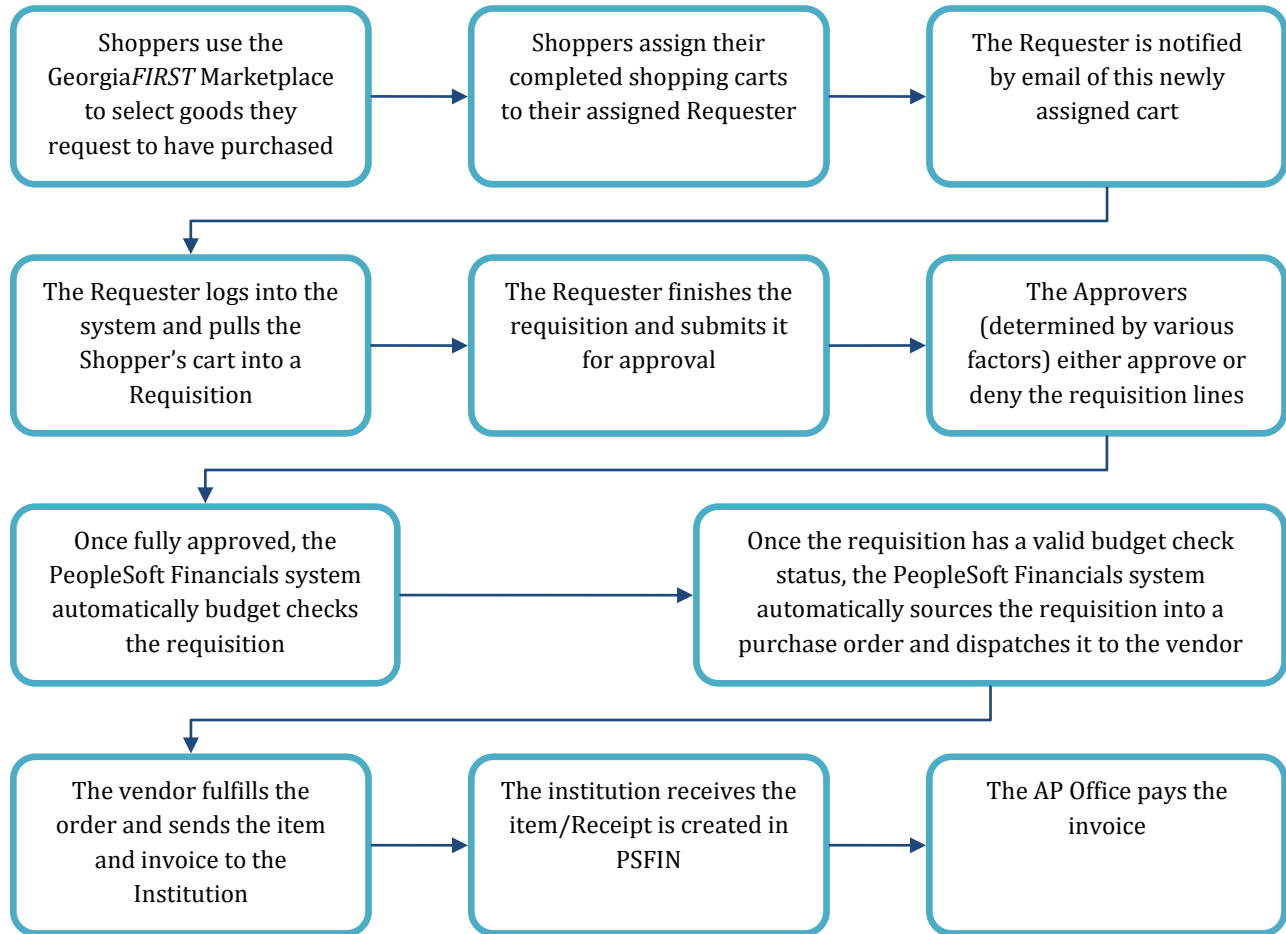 Shoppers use the
GeorgiaFIRST Marketplace
to select goods they
request to have purchased
Shoppers assign their
completed shopping carts
to their assigned Requester
The Requester is notified
by email of this newly
assigned cart
The Requester logs into the
system and pulls the
Shopper’s cart into a
Requisition
The Requester finishes the
requisition and submits it
for approval
The Approvers
(determined by various
factors) either approve or
deny the requisition lines
Once fully approved, the
PeopleSoft Financials system
automatically budget checks
the requisition
Once the requisition has a valid budget check
status, the PeopleSoft Financials system
automatically sources the requisition into a
purchase order and dispatches it to the vendor
The vendor fulfills the
order and sends the item
and invoice to the
Institution
The institution receives the
item/Receipt is created in
PSFIN
The AP Office pays the
invoice